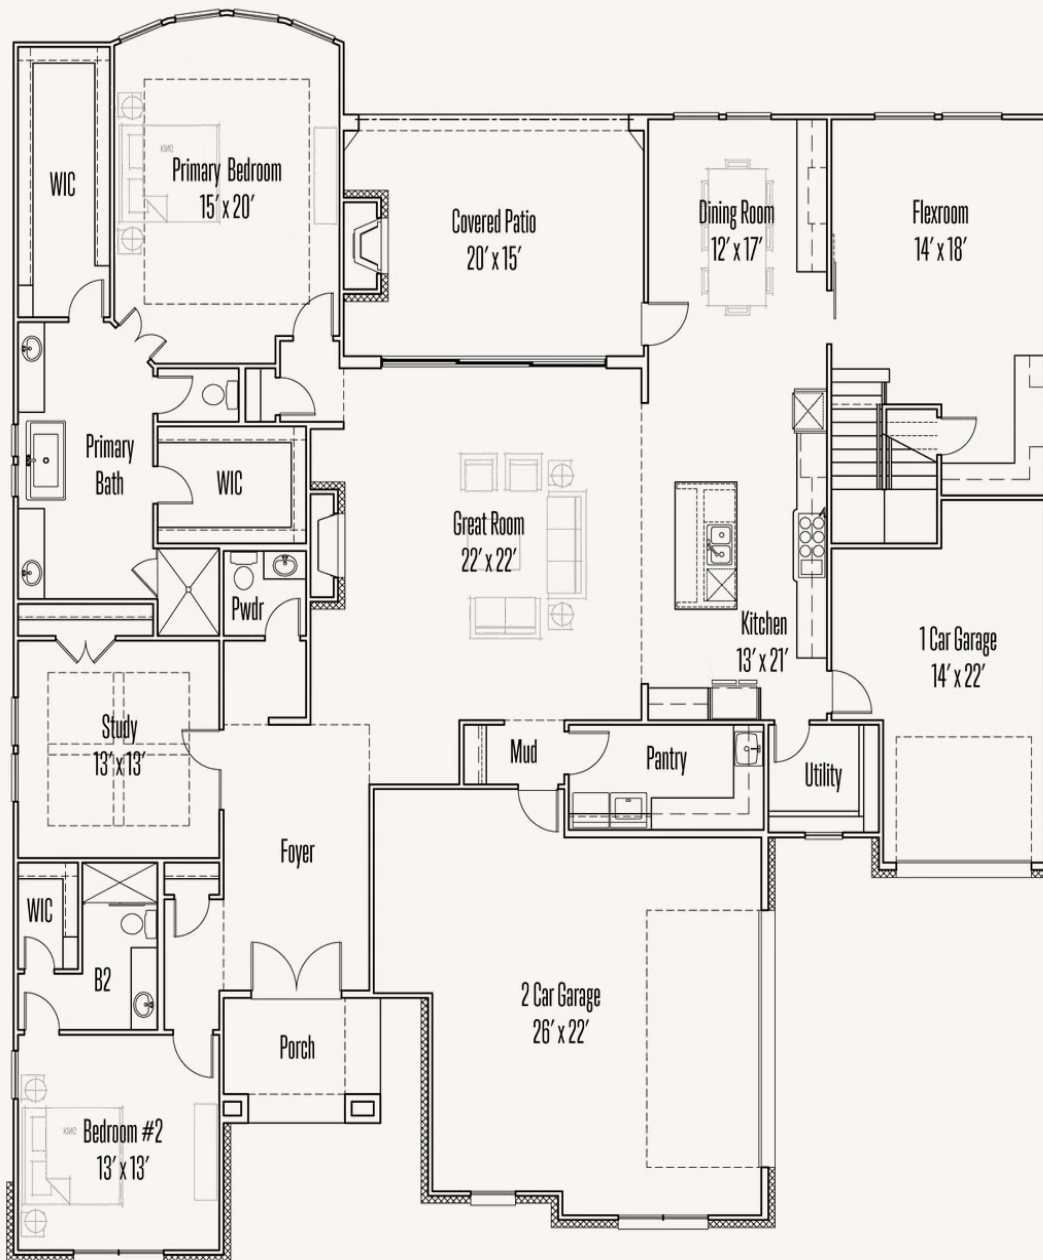 Primary Bedroom
15' x 20'
WIC
KING
Covered Patio
20' x 15'
Dining Room
12' x 17'
Flexroom
14' x 18'
Primary
Bath
WIC
Great Room
22' x 22'
Pwdr
Kitchen
13' x 21'
1 Car Garage
14' x 22'
Study
13' x 13'
Mud
Pantry
Utility
Foyer
WIC
B2
2 Car Garage
26' x 22'
Porch
KING
Bedroom #2
13' x 13'